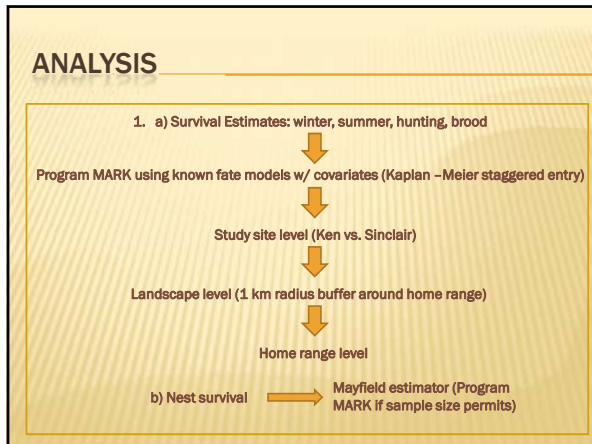 ANALYSIS
1. a) Survival Estimates: winter, summer, hunting, brood
Program MARK using known fate models w/ covariates (Kaplan –Meier staggered entry)
Study site level (Ken vs. Sinclair)
Landscape level (1 km radius buffer around home range)
Home range level
b) Nest survival
Mayfield estimator (Program
MARK if sample size permits)